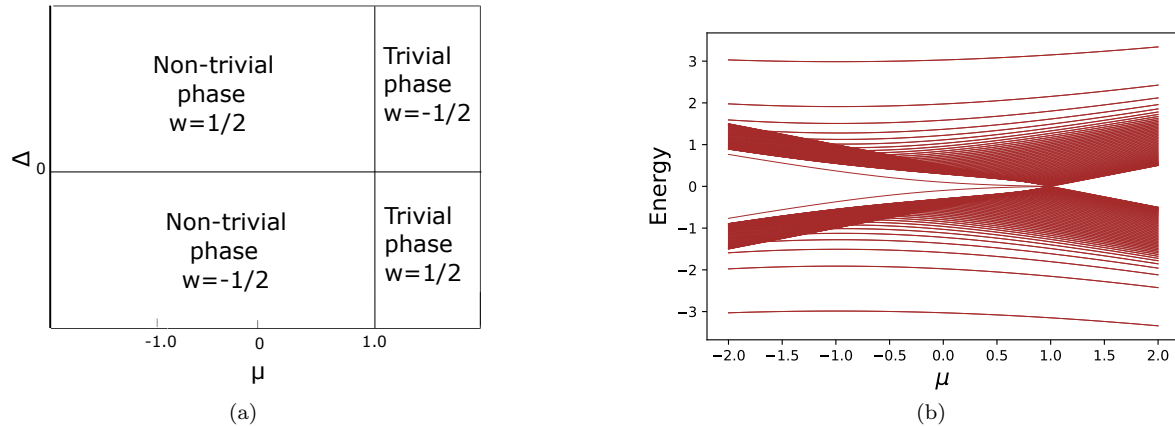 Non-trivial
phase
w=1/2
Trivial
phase
w=-1/2
Δ
0
Non-trivial
phase
w=-1/2
Trivial
phase
w=1/2
-1.0
0
1.0
μ
(a)
Energy
3
2
1
0
−1
−2
−3
−2.0
−1.5
−1.0
−0.5
0.0
0.5
1.0
1.5
2.0
μ
(b)